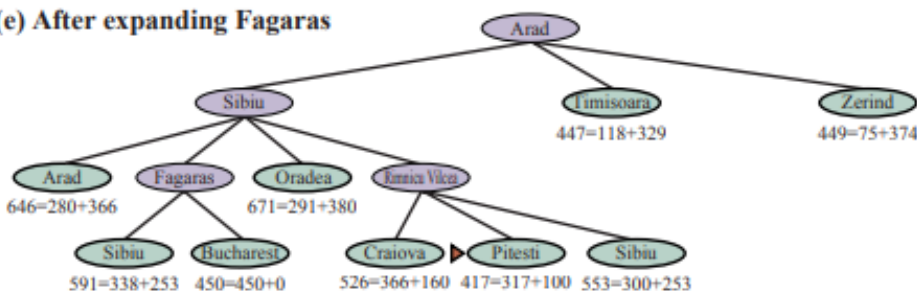 (e) After expanding Fagaras
Arad
Sibiu
Timisoara
Zerind
447=118+329
449=75+374
Arad
Fagaras
Oradea
Rimnicu Vilcea
646=280+366
671=291+380
Sibiu
Bucharest
Craiova
Pitesti
Sibiu
591=338+253
450=450+0
526=366+160
417=317+100
553=300+253